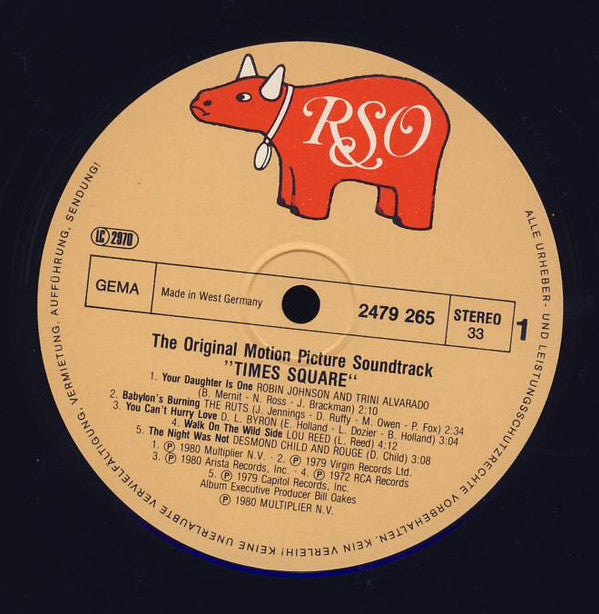 RSO
LC 2970
GEMA
Made in West Germany
2479 265
STEREO
33
1
The Original Motion Picture Soundtrack
"TIMES SQUARE"
1. Your Daughter Is One ROBIN JOHNSON AND TRINI ALVARADO
(B. Mernit - N. Ross - J. Brackman) 2:10
2. Babylon's Burning THE RUTS (J. Jennings - D. Ruffy - M. Owen - P. Fox) 2:34
3. You Can't Hurry Love D. L. BYRON (E. Holland - L. Dozier - B. Holland) 3:04
4. Walk On The Wild Side LOU REED (L. Reed) 4:12
5. The Night Was Not DESMOND CHILD AND ROUGE (D. Child) 3:08
1. ℗ 1980 Multiplier N.V. · 2. ℗ 1979 Virgin Records Ltd.
3. ℗ 1980 Arista Records, Inc. · 4. ℗ 1972 RCA Records
5. ℗ 1979 Capitol Records, Inc.
Album Executive Producer Bill Oakes
℗ 1980 MULTIPLIER N.V.
ALLE URHEBER- UND LEISTUNGSSCHUTZRECHTE VORBEHALTEN. KEIN VERLEIH! KEINE UNERLAUBTE VERVIELFÄLTIGUNG, VERMIETUNG, AUFFÜHRUNG, SENDUNG!